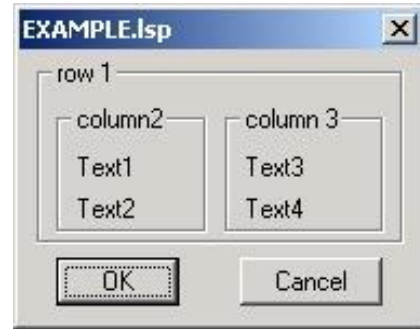 EXAMPLE.lsp
row 1
column2 column 3
Text1 Text3
Text2 Text4
OK Cancel